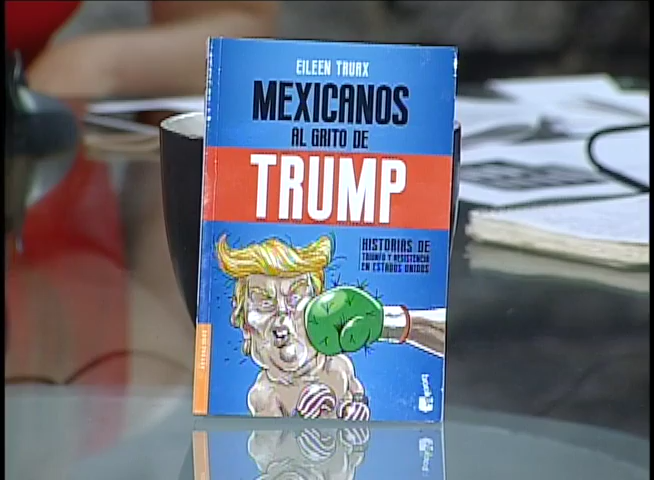 EILEEN TRUAX
MEXICANOS
AL GRITO DE
TRUMP
HISTORIAS DE
TRIUNFO Y RESISTENCIA
EN ESTADOS UNIDOS